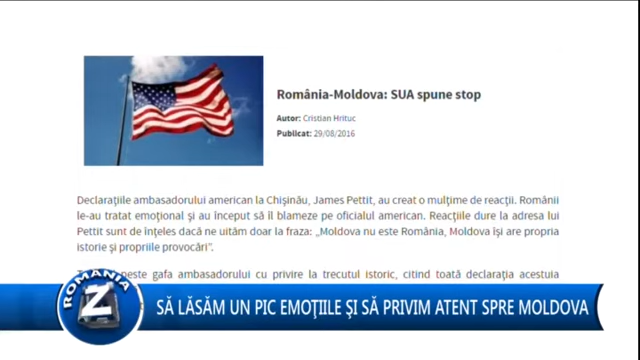 România-Moldova: SUA spune stop
Autor: Cristian Hrituc
Publicat: 29/08/2016
Declarațiile ambasadorului american la Chișinău, James Pettit, au creat o mulțime de reacții. Românii
le-au tratat emoțional și au început să îl blameze pe oficialul american. Reacțiile dure la adresa lui
Pettit sunt de înțeles dacă ne uităm doar la fraza: „Moldova nu este România, Moldova își are propria
istorie și propriile provocări”.
peste gafa ambasadorului cu privire la trecutul istoric, citind toată declarația acestuia
ROMANIA
Z
SĂ LĂSĂM UN PIC EMOŢIILE ŞI SĂ PRIVIM ATENT SPRE MOLDOVA